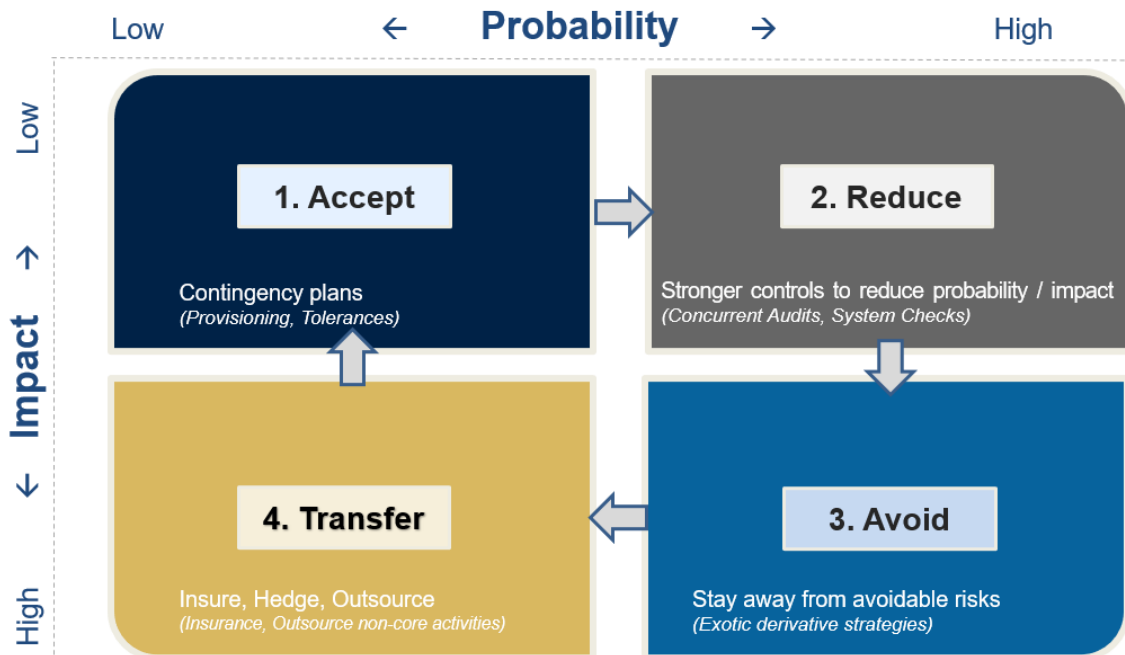 Low ← Probability → High
Low
← Impact →
High
1. Accept
Contingency plans
(Provisioning, Tolerances)
2. Reduce
Stronger controls to reduce probability / impact
(Concurrent Audits, System Checks)
4. Transfer
Insure, Hedge, Outsource
(Insurance, Outsource non-core activities)
3. Avoid
Stay away from avoidable risks
(Exotic derivative strategies)